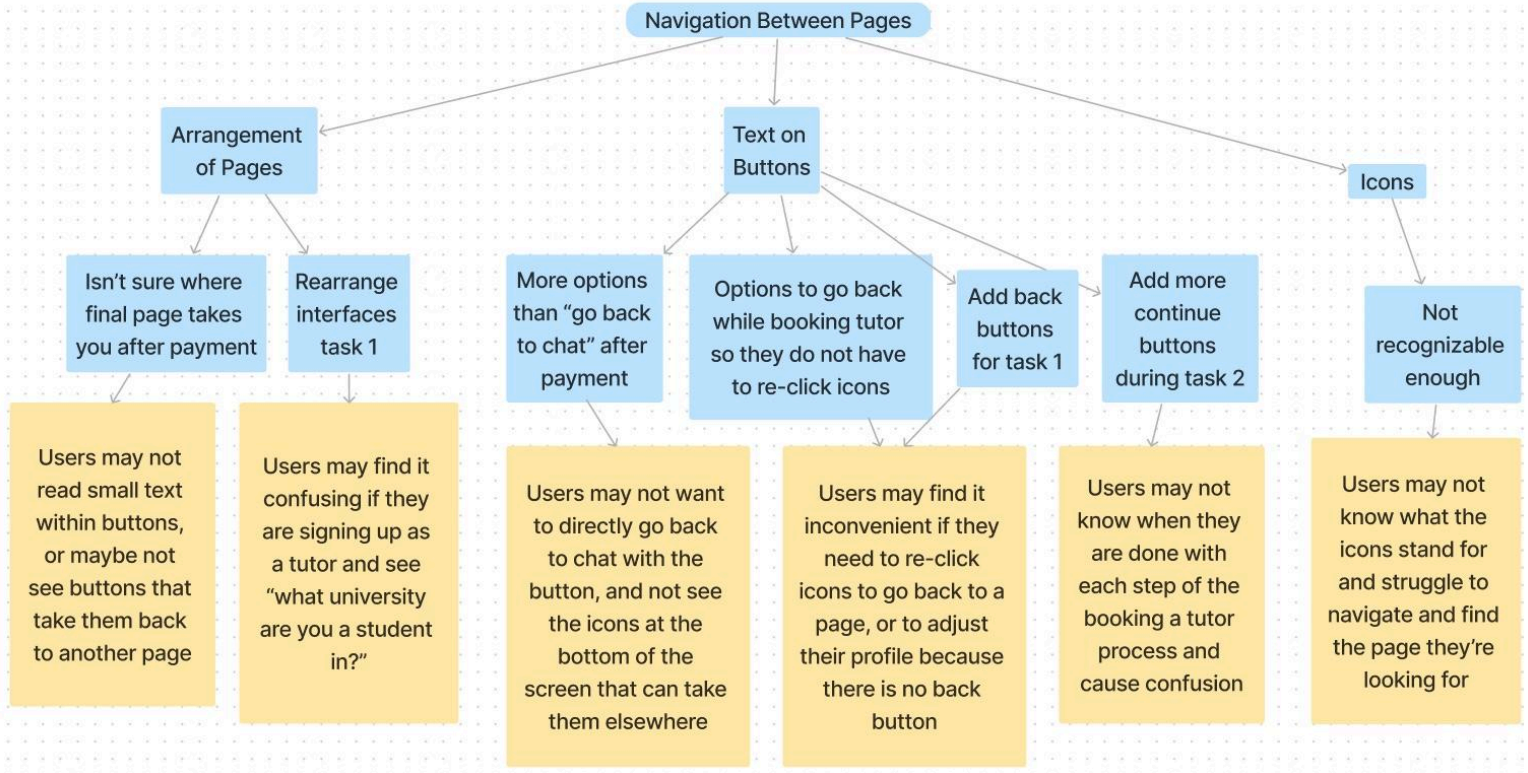 Navigation Between Pages
Arrangement
of Pages
Text on
Buttons
Icons
Isn’t sure where
final page takes
you after payment
Rearrange
interfaces
task 1
More options
than “go back
to chat” after
payment
Options to go back
while booking tutor
so they do not have
to re-click icons
Add back
buttons
for task 1
Add more
continue
buttons
during task 2
Not
recognizable
enough
Users may not
read small text
within buttons,
or maybe not
see buttons that
take them back
to another page
Users may find it
confusing if they
are signing up as
a tutor and see
“what university
are you a student
in?”
Users may not want
to directly go back
to chat with the
button, and not see
the icons at the
bottom of the
screen that can take
them elsewhere
Users may find it
inconvenient if they
need to re-click
icons to go back to a
page, or to adjust
their profile because
there is no back
button
Users may not
know when they
are done with
each step of the
booking a tutor
process and
cause confusion
Users may not
know what the
icons stand for
and struggle to
navigate and find
the page they’re
looking for